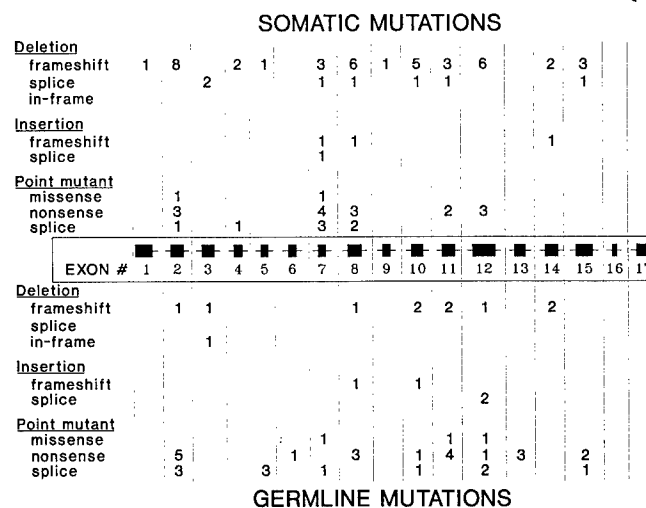 SOMATIC MUTATIONS
Deletion
frameshift 1 8 2 1 3 6 1 5 3 6 2 3
splice 2 1 1 1 1 1
in-frame
Insertion
frameshift 1 1 1
splice 1
Point mutant
missense 1 1
nonsense 3 4 3 2 3
splice 1 1 3 2
EXON # 1 2 3 4 5 6 7 8 9 10 11 12 13 14 15 16 17
Deletion
frameshift 1 1 1 2 2 1 2
splice
in-frame 1
Insertion
frameshift 1 1
splice 2
Point mutant
missense 1 1 1
nonsense 5 1 3 1 4 1 3 2
splice 3 3 1 1 2 1
GERMLINE MUTATIONS